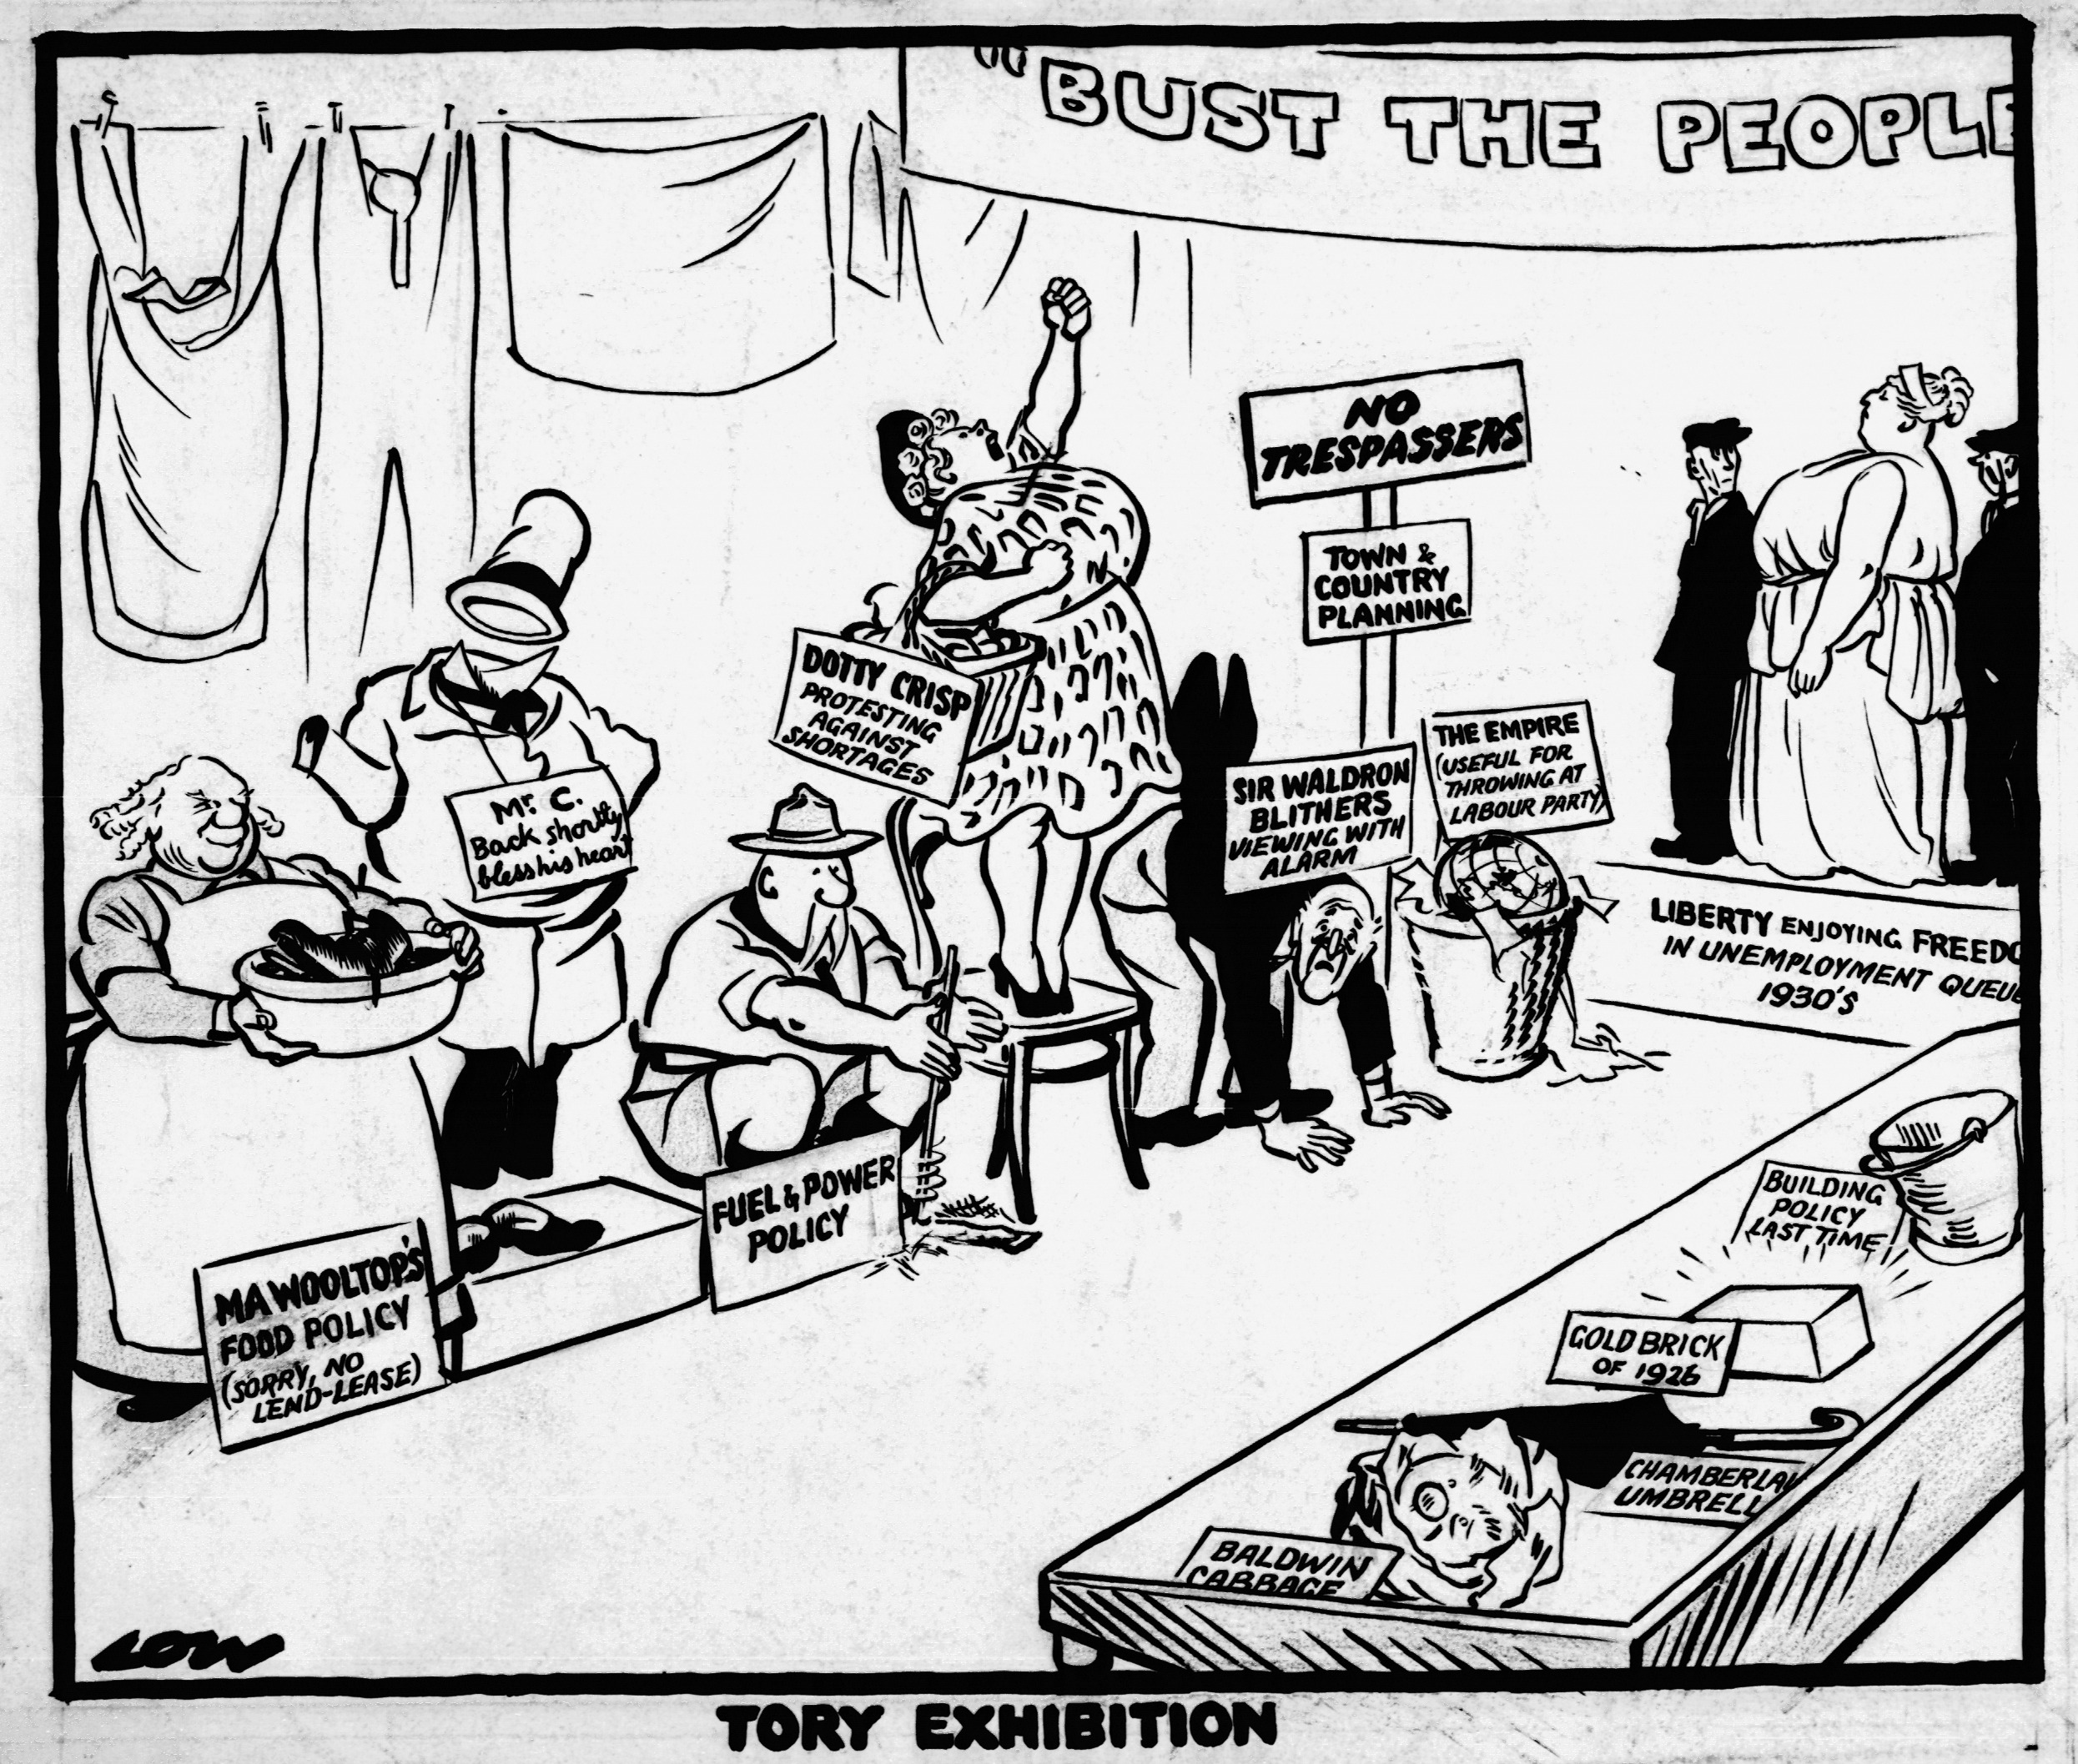 "BUST THE PEOPLE
NO
TRESPASSERS
TOWN &
COUNTRY
PLANNING
DOTTY CRISP
PROTESTING
AGAINST
SHORTAGES
Mr. C.
Back shortly
bless his heart
SIR WALDRON
BLITHERS
VIEWING WITH
ALARM
THE EMPIRE
(USEFUL FOR
THROWING AT
LABOUR PARTY)
LIBERTY ENJOYING FREEDO
IN UNEMPLOYMENT QUEUE
1930'S
FUEL & POWER
POLICY
MA WOOLTOP'S
FOOD POLICY
(SORRY, NO
LEND-LEASE)
BUILDING
POLICY
LAST TIME
GOLD BRICK
OF 1926
CHAMBERLAI
UMBRELL
BALDWIN
CABBAGE
LOW
TORY EXHIBITION